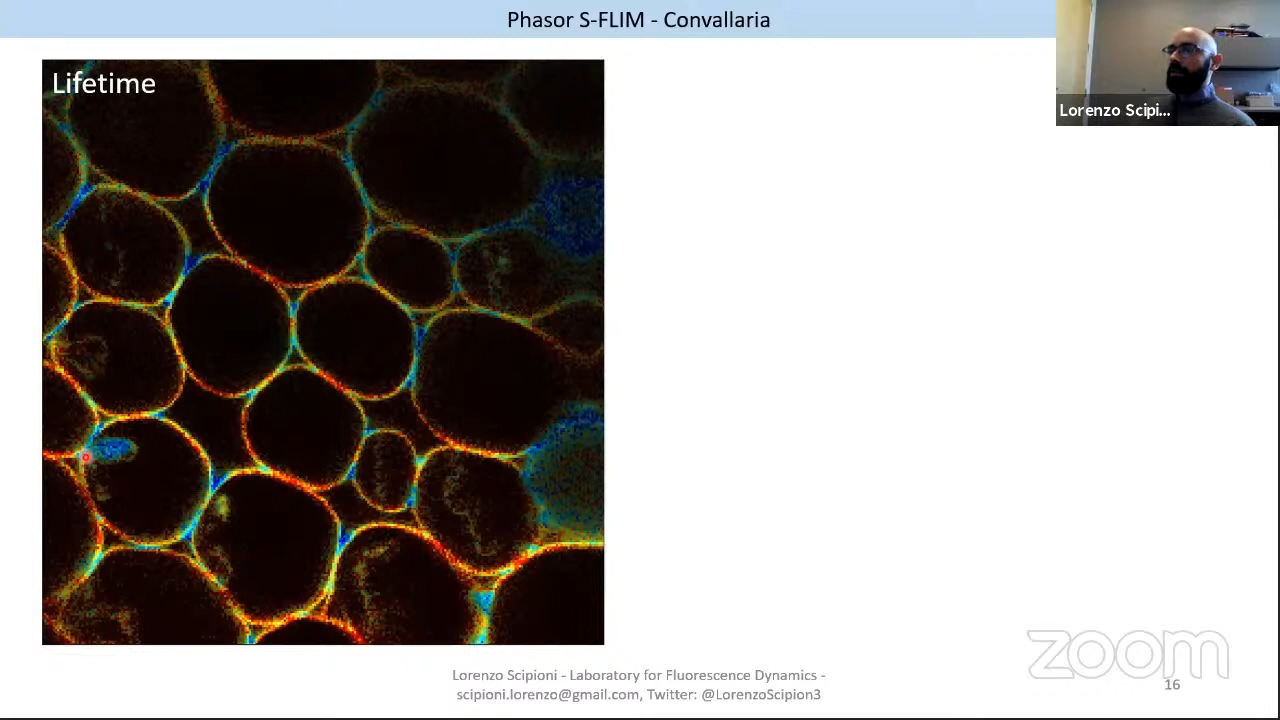 Phasor S-FLIM - Convallaria
Lorenzo Scipi...
Lifetime
Lorenzo Scipioni - Laboratory for Fluorescence Dynamics -
scipioni.lorenzo@gmail.com, Twitter: @LorenzoScipion3
zoom
16